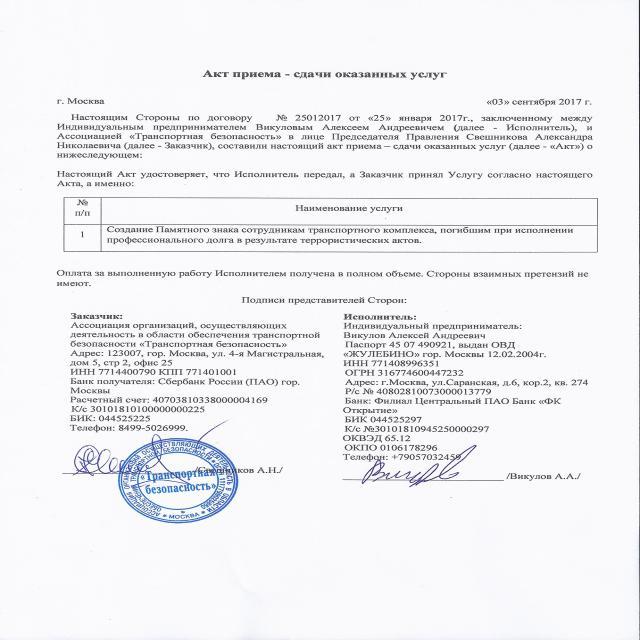 Акт приема - сдачи оказанных услуг
г. Москва «03» сентября 2017 г.
Настоящим Стороны по договору № 25012017 от «25» января 2017г., заключенному между
Индивидуальным предпринимателем Викуловым Алексеем Андреевичем (далее - Исполнитель), и
Ассоциацией «Транспортная безопасность» в лице Председателя Правления Свешникова Александра
Николаевича (далее - Заказчик), составили настоящий акт приема – сдачи оказанных услуг (далее - «Акт») о
нижеследующем:
Настоящий Акт удостоверяет, что Исполнитель передал, а Заказчик принял Услугу согласно настоящего
Акта, а именно:
№
п/п
Наименование услуги
1
Создание Памятного знака сотрудникам транспортного комплекса, погибшим при исполнении
профессионального долга в результате террористических актов.
Оплата за выполненную работу Исполнителем получена в полном объеме. Стороны взаимных претензий не
имеют.
Подписи представителей Сторон:
Заказчик:
Ассоциация организаций, осуществляющих
деятельность в области обеспечения транспортной
безопасности «Транспортная безопасность»
Адрес: 123007, гор. Москва, ул. 4-я Магистральная,
дом 5, стр 2, офис 25
ИНН 7714400790 КПП 771401001
Банк получателя: Сбербанк России (ПАО) гор.
Москвы
Расчетный счет: 40703810338000004169
К/с 30101810100000000225
БИК: 044525225
Телефон: 8499-5026999.
/Свешников А.Н./
«Транспортная
безопасность»
МОСКВА
Исполнитель:
Индивидуальный предприниматель:
Викулов Алексей Андреевич
Паспорт 45 07 490921, выдан ОВД
«ЖУЛЕБИНО» гор. Москвы 12.02.2004г.
ИНН 771408996351
ОГРН 316774600447232
Адрес: г.Москва, ул.Саранская, д.6, кор.2, кв. 274
Р/с № 40802810073000013779
Банк: Филиал Центральный ПАО Банк «ФК
Открытие»
БИК 044525297
К/с №30101810945250000297
ОКВЭД 65.12
ОКПО 0106178296
Телефон: +79057032459
/Викулов А.А./